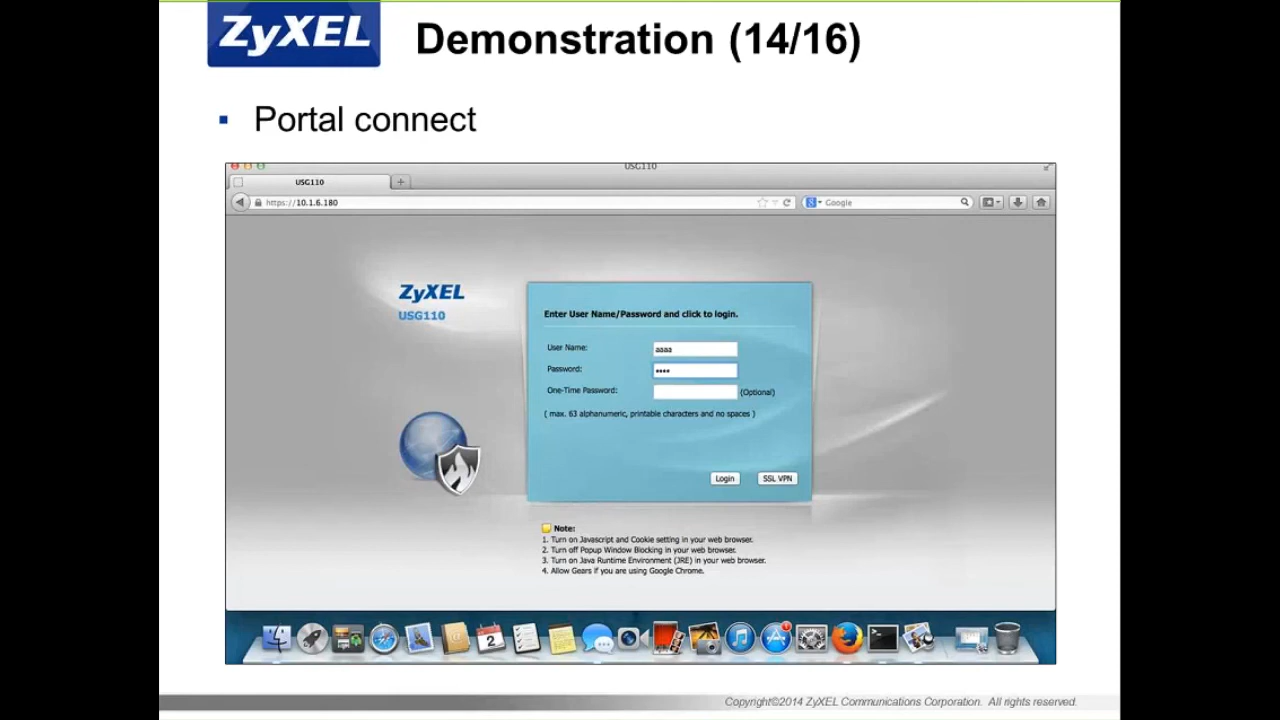 ZyXEL
Demonstration (14/16)
Portal connect
USG110
USG110
https://10.1.6.180
Google
ZyXEL
USG110
Enter User Name/Password and click to login.
User Name:
aaaa
Password:
••••
One-Time Password:
(Optional)
( max. 63 alphanumeric, printable characters and no spaces )
Login
SSL VPN
Note:
1. Turn on Javascript and Cookie setting in your web browser.
2. Turn off Popup Window Blocking in your web browser.
3. Turn on Java Runtime Environment (JRE) in your web browser.
4. Allow Gears if you are using Google Chrome.
2
1
Copyright©2014 ZyXEL Communications Corporation. All rights reserved.